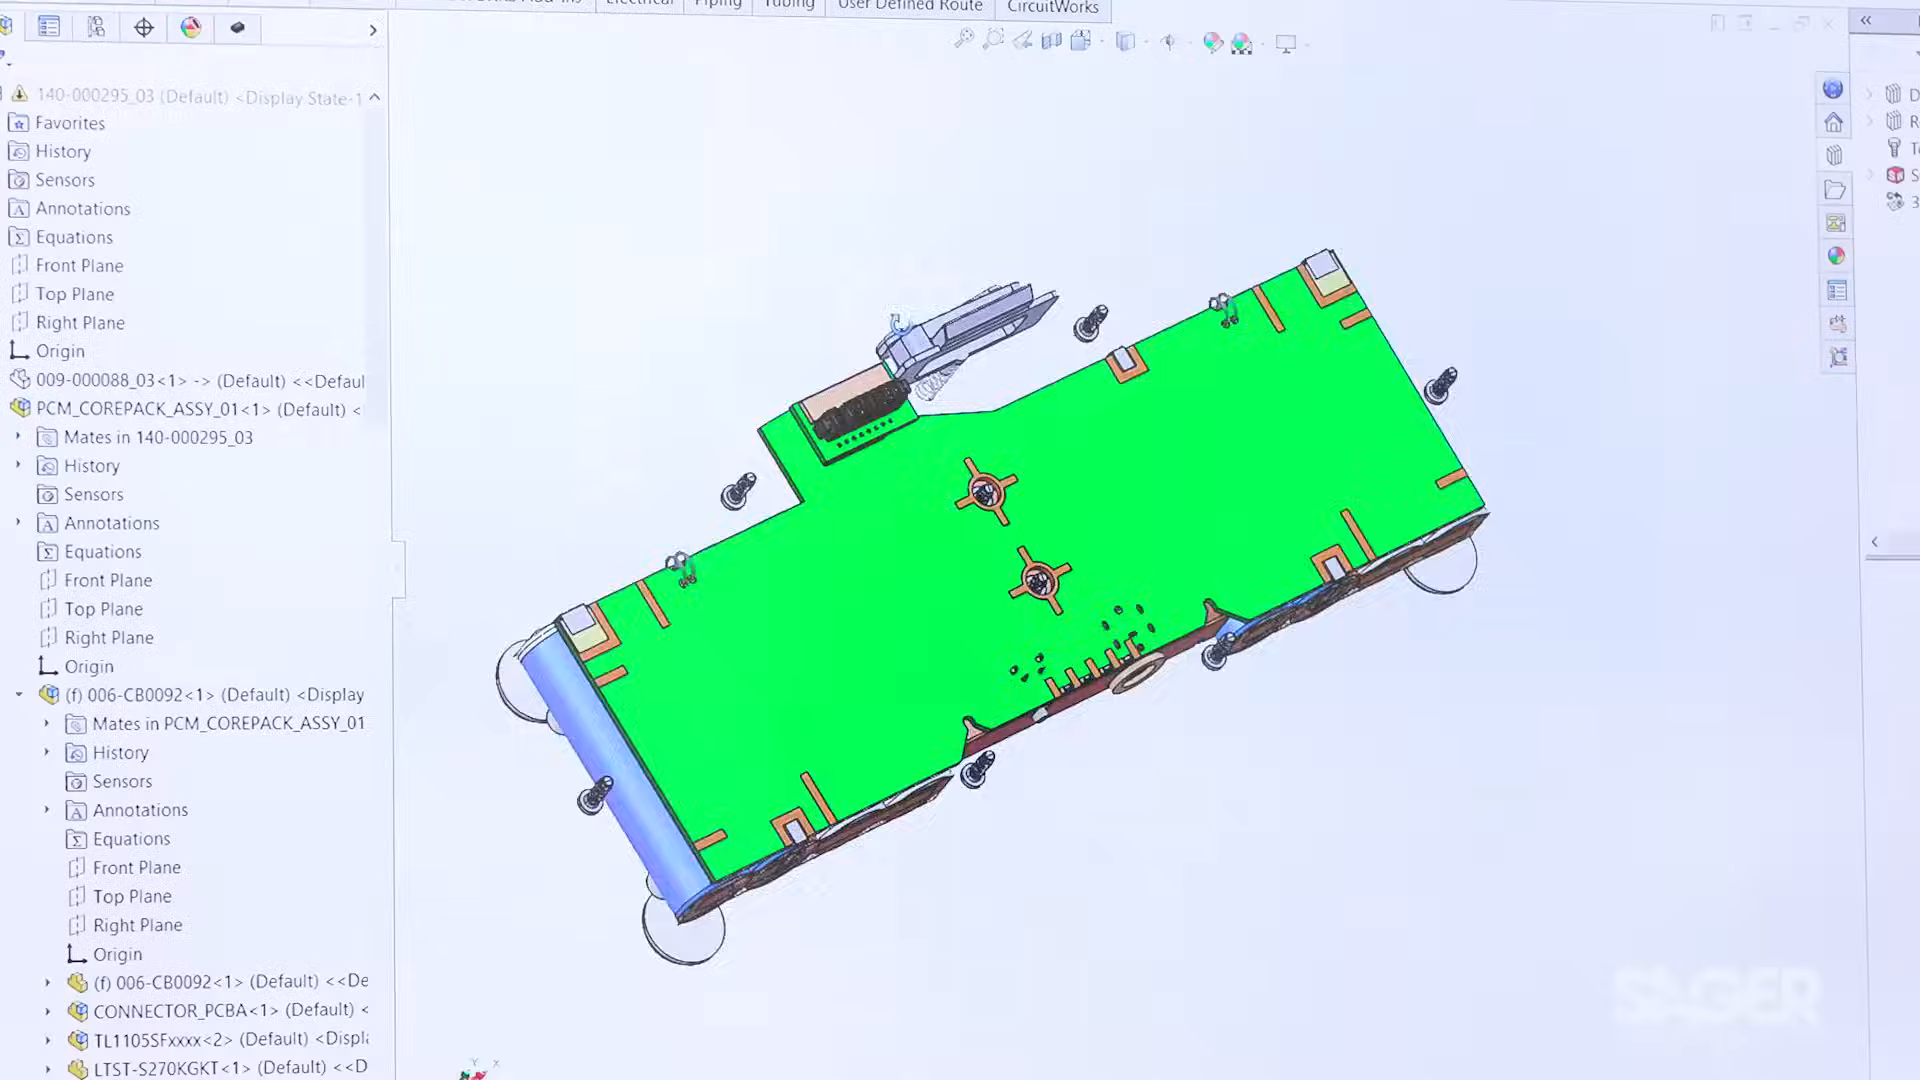 Electrical
Piping
Tubing
User Defined Route
CircuitWorks
140-000295_03 (Default) <Display State-1
Favorites
History
Sensors
Annotations
Equations
Front Plane
Top Plane
Right Plane
Origin
009-000088_03<1> -> (Default) <<Defaul
PCM_COREPACK_ASSY_01<1> (Default) <
Mates in 140-000295_03
History
Sensors
Annotations
Equations
Front Plane
Top Plane
Right Plane
Origin
(f) 006-CB0092<1> (Default) <Display
Mates in PCM_COREPACK_ASSY_01
History
Sensors
Annotations
Equations
Front Plane
Top Plane
Right Plane
Origin
(f) 006-CB0092<1> (Default) <<De
CONNECTOR_PCBA<1> (Default) <
TL1105SFxxxx<2> (Default) <Displa
LTST-S270KGKT<1> (Default) <<D
SAGER